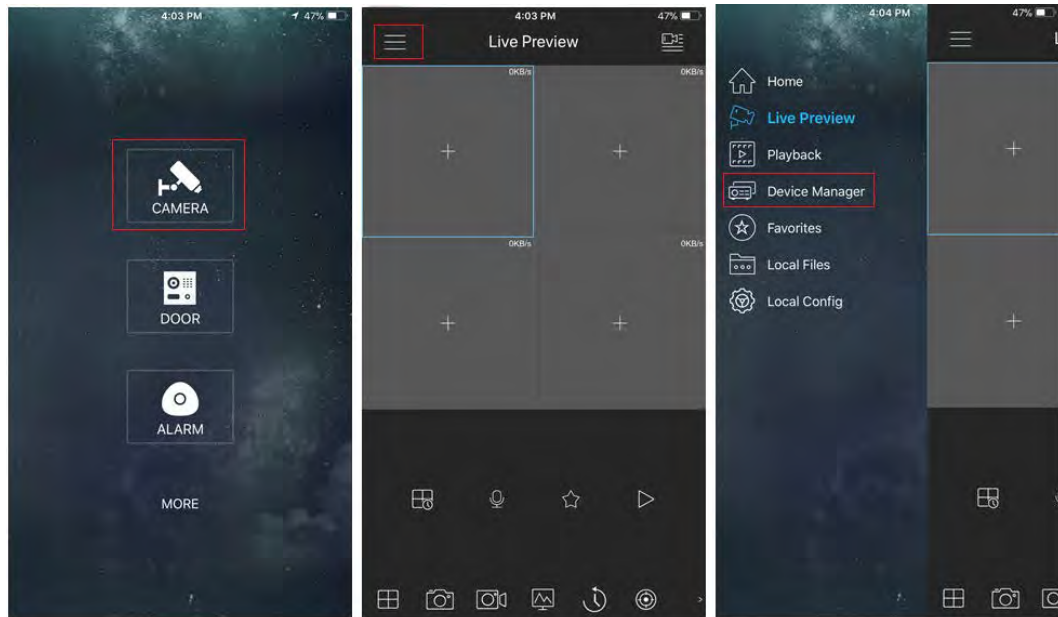 4:03 PM
47%
CAMERA
DOOR
ALARM
MORE
4:03 PM
47%
Live Preview
0KB/s
0KB/s
0KB/s
0KB/s
4:04 PM
47%
Home
Live Preview
Playback
Device Manager
Favorites
Local Files
Local Config